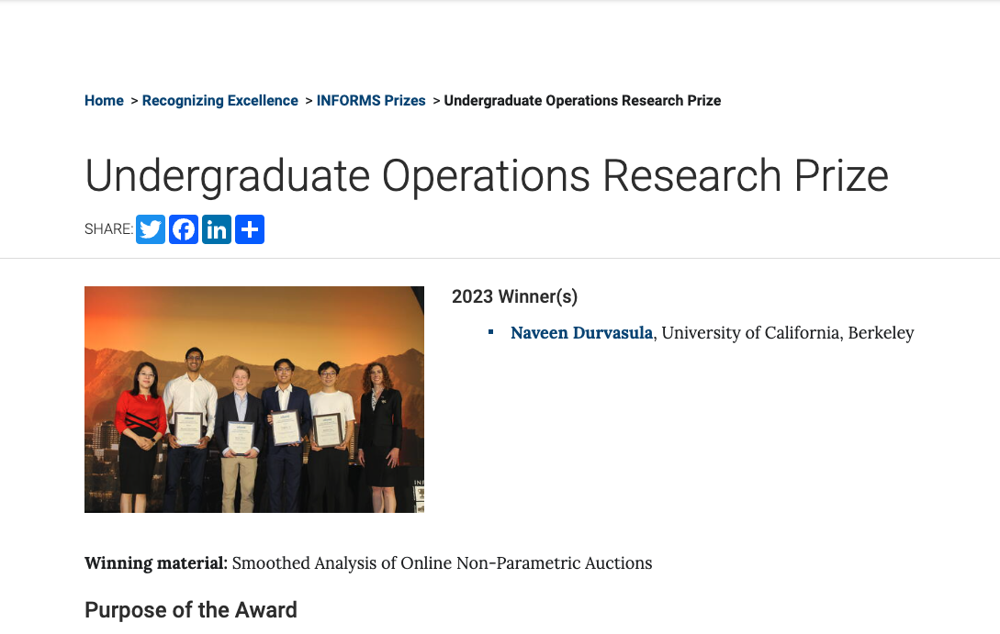 Home > Recognizing Excellence > INFORMS Prizes > Undergraduate Operations Research Prize
Undergraduate Operations Research Prize
SHARE:
2023 Winner(s)
▪ Naveen Durvasula, University of California, Berkeley
Winning material: Smoothed Analysis of Online Non-Parametric Auctions
Purpose of the Award